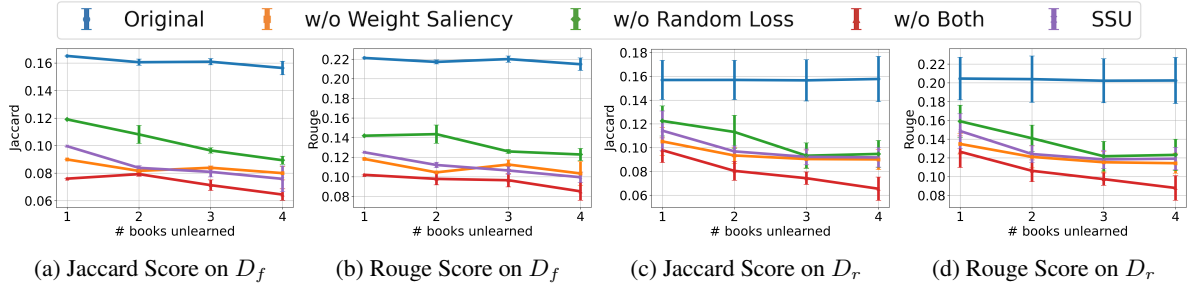 Original w/o Weight Saliency w/o Random Loss w/o Both SSU
Jaccard
0.16
0.14
0.12
0.10
0.08
0.06
1 2 3 4
# books unlearned
(a) Jaccard Score on D_f
Rouge
0.22
0.20
0.18
0.16
0.14
0.12
0.10
0.08
1 2 3 4
# books unlearned
(b) Rouge Score on D_f
Jaccard
0.18
0.16
0.14
0.12
0.10
0.08
0.06
1 2 3 4
# books unlearned
(c) Jaccard Score on D_r
Rouge
0.22
0.20
0.18
0.16
0.14
0.12
0.10
0.08
1 2 3 4
# books unlearned
(d) Rouge Score on D_r